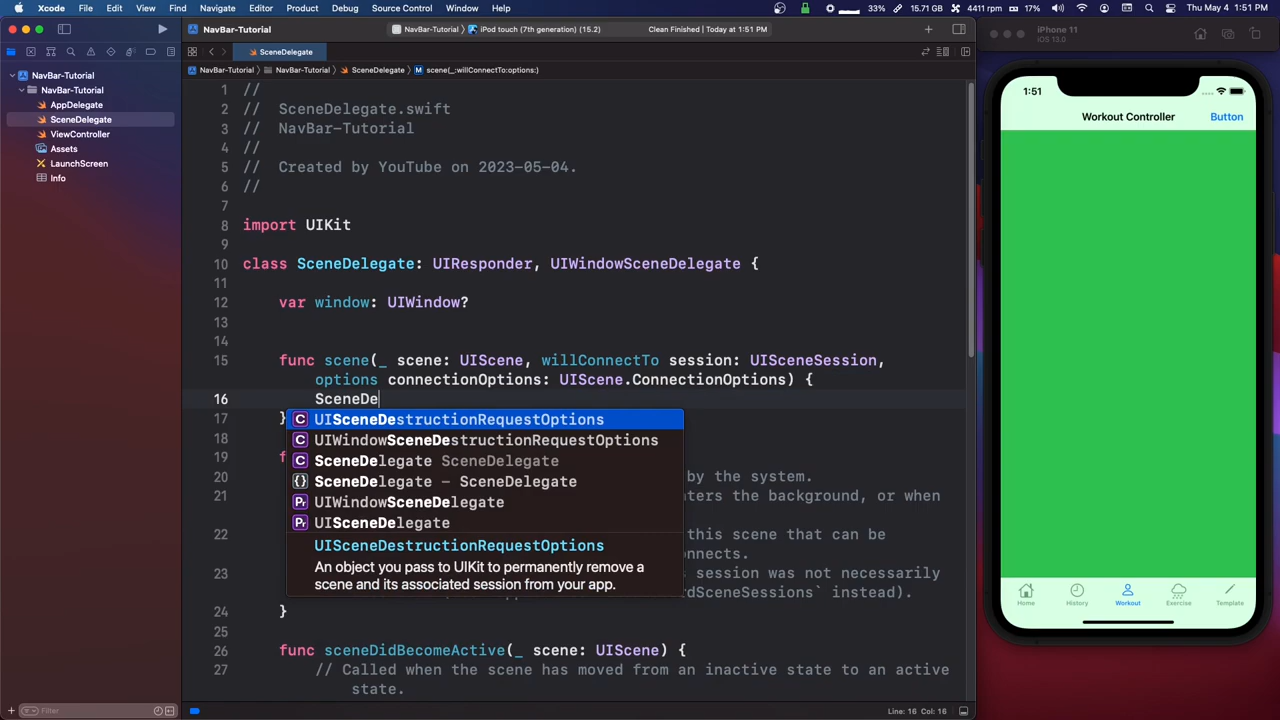 Xcode File Edit View Find Navigate Editor Product Debug Source Control Window Help 33% 15.71 GB 4411 rpm 17% Thu May 4 1:51 PM
NavBar-Tutorial
NavBar-Tutorial 〉 iPod touch (7th generation) (15.2) Clean Finished | Today at 1:51 PM
SceneDelegate
NavBar-Tutorial 〉 NavBar-Tutorial 〉 SceneDelegate 〉 M scene(_:willConnectTo:options:)
NavBar-Tutorial
NavBar-Tutorial
AppDelegate
SceneDelegate
ViewController
Assets
LaunchScreen
Info
Filter
1 //
2 // SceneDelegate.swift
3 // NavBar-Tutorial
4 //
5 // Created by YouTube on 2023-05-04.
6 //
7
8 import UIKit
9
10 class SceneDelegate: UIResponder, UIWindowSceneDelegate {
11
12 var window: UIWindow?
13
14
15 func scene(_ scene: UIScene, willConnectTo session: UISceneSession,
options connectionOptions: UIScene.ConnectionOptions) {
16 SceneDe
17 }
18
19 f
20 by the system.
21 ters the background, or when
22 this scene that can be
nnects.
23 s session was not necessarily
rdSceneSessions` instead).
24 }
25
26 func sceneDidBecomeActive(_ scene: UIScene) {
27 // Called when the scene has moved from an inactive state to an active
state.
C UISceneDestructionRequestOptions
C UIWindowSceneDestructionRequestOptions
C SceneDelegate SceneDelegate
{} SceneDelegate – SceneDelegate
Pr UIWindowSceneDelegate
Pr UISceneDelegate
UISceneDestructionRequestOptions
An object you pass to UIKit to permanently remove a
scene and its associated session from your app.
Line: 16 Col: 16
iPhone 11
iOS 13.0
1:51
Workout Controller Button
Home History Workout Exercise Template